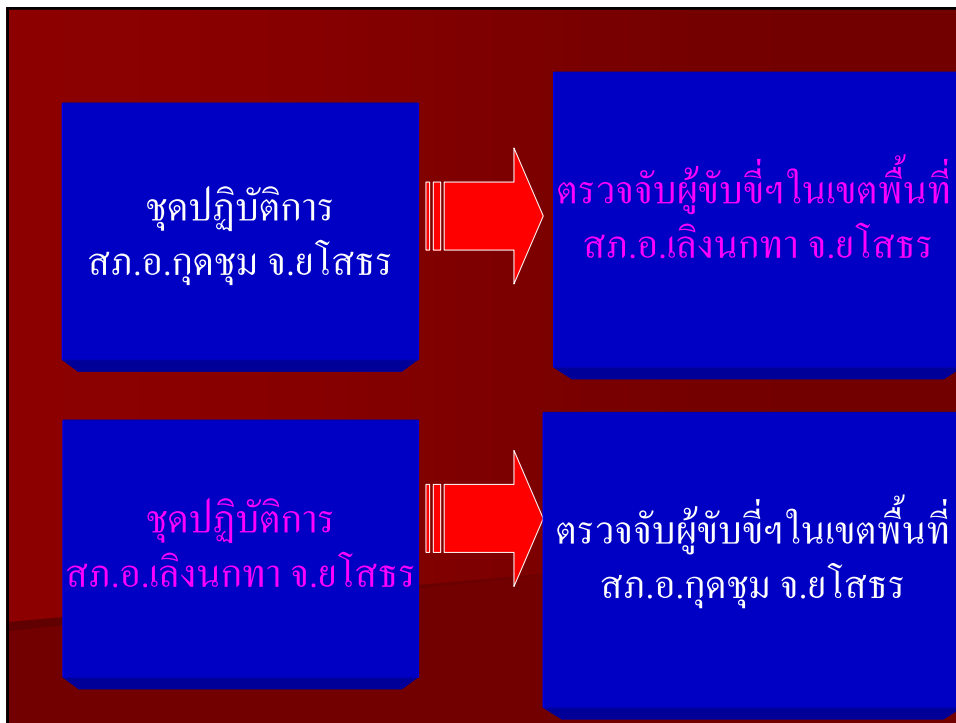 ชุดปฏิบัติการ
สภ.อ.กุดชุม จ.ยโสธร
ตรวจจับผู้ขับขี่ฯในเขตพื้นที่
สภ.อ.เลิงนกทา จ.ยโสธร
ชุดปฏิบัติการ
สภ.อ.เลิงนกทา จ.ยโสธร
ตรวจจับผู้ขับขี่ฯในเขตพื้นที่
สภ.อ.กุดชุม จ.ยโสธร